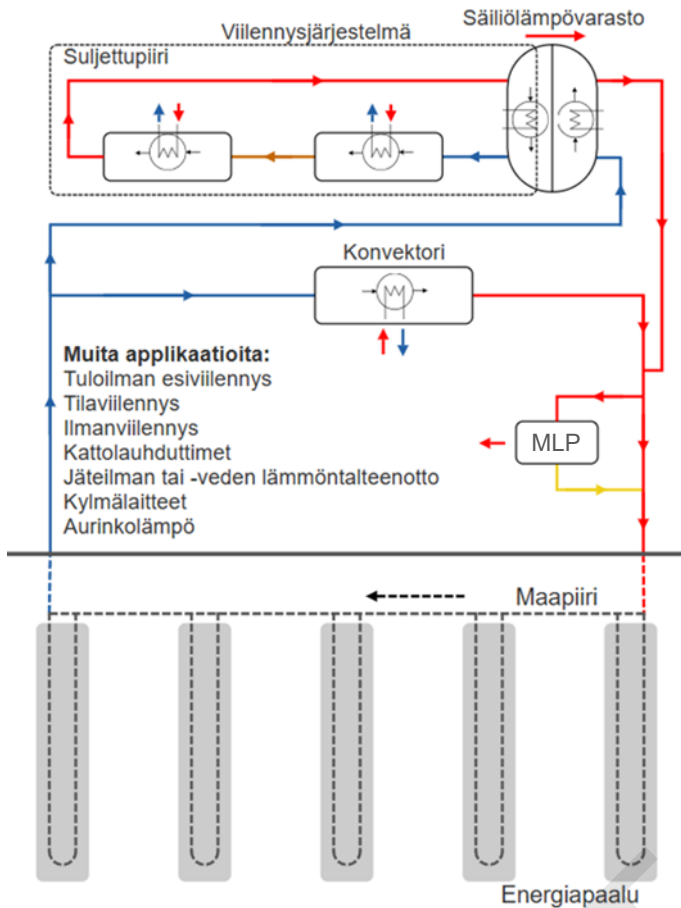 Säiliölämpövarasto
Viilennysjärjestelmä
Suljettupiiri
Konvektori
Muita applikaatioita:
Tuloilman esiviilennys
Tilaviilennys
Ilmanviilennys
Kattolauhduttimet
Jäteilman tai -veden lämmöntalteenotto
Kylmälaitteet
Aurinkolämpö
MLP
Maapiiri
Energiapaalu